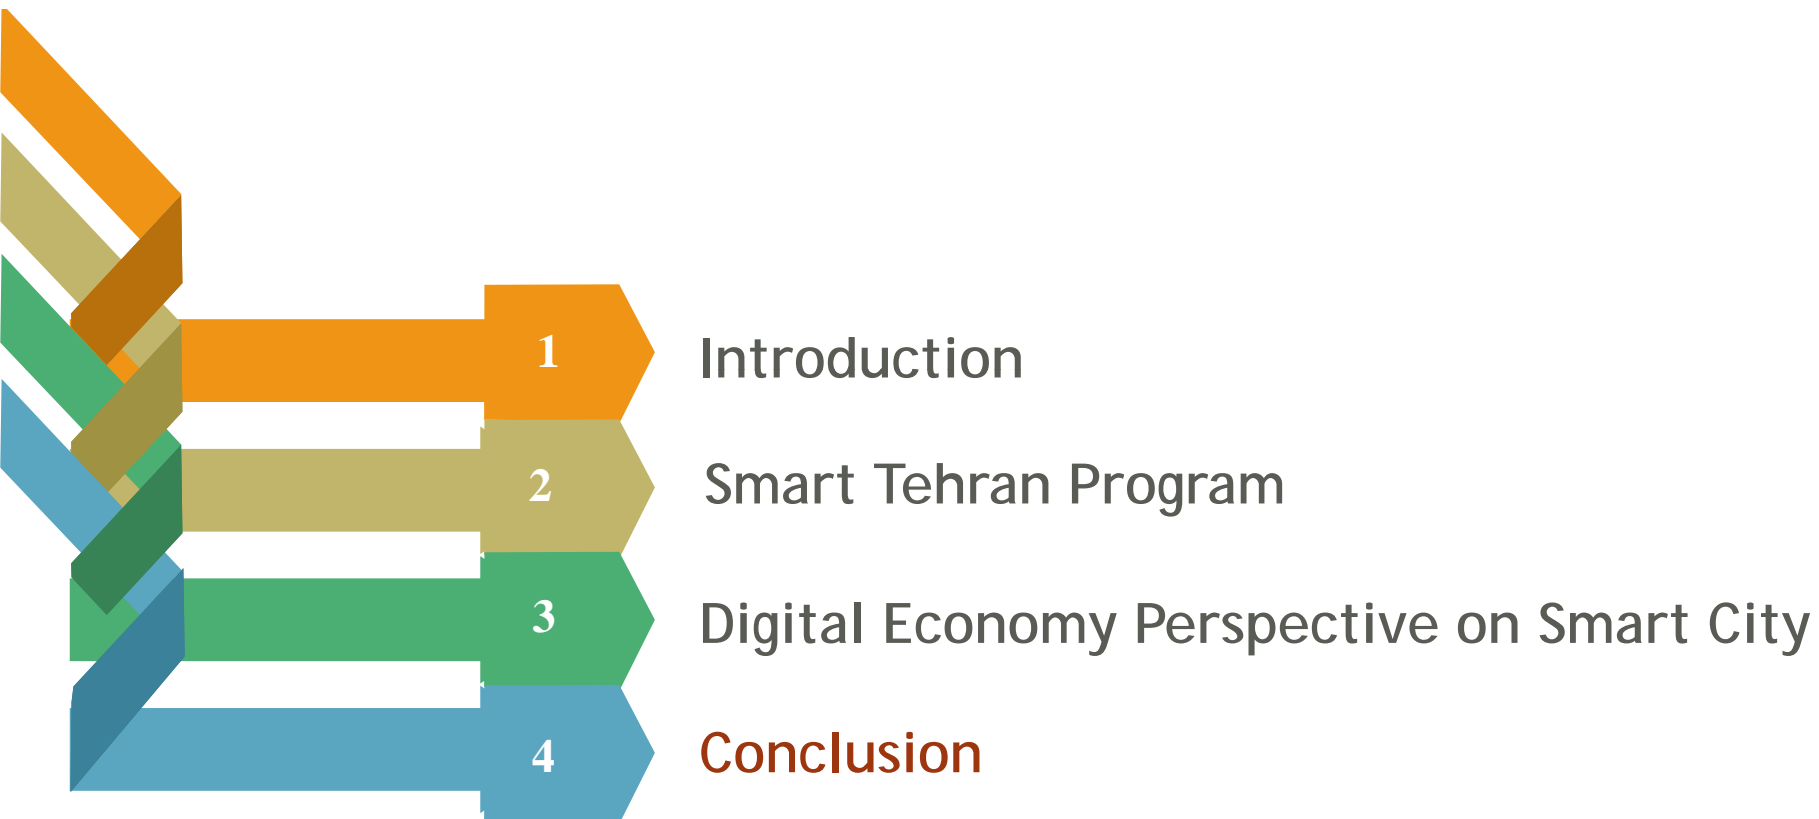 1 Introduction
2 Smart Tehran Program
3 Digital Economy Perspective on Smart City
4 Conclusion